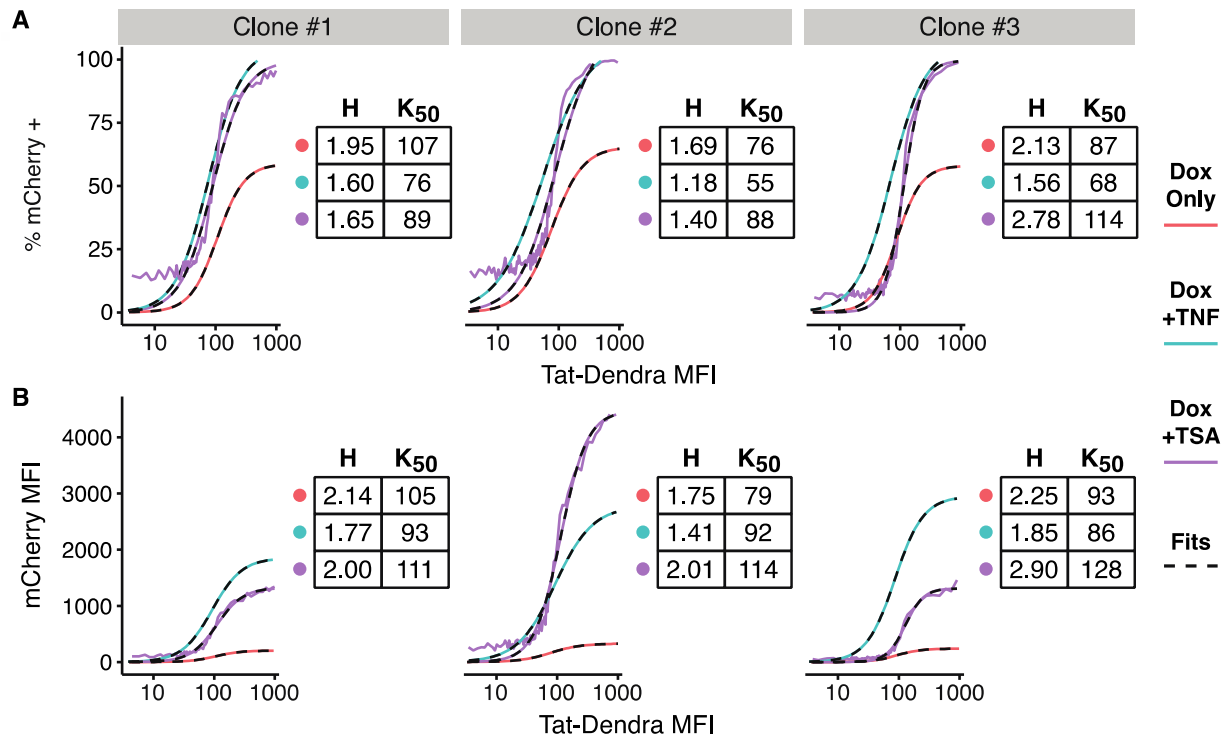 A
Clone #1
Clone #2
Clone #3
% mCherry +
100
75
50
25
0
10 100 1000
10 100 1000
10 100 1000
Tat-Dendra MFI
H K50
1.95 107
1.60 76
1.65 89
H K50
1.69 76
1.18 55
1.40 88
H K50
2.13 87
1.56 68
2.78 114
B
mCherry MFI
4000
3000
2000
1000
0
10 100 1000
10 100 1000
10 100 1000
Tat-Dendra MFI
H K50
2.14 105
1.77 93
2.00 111
H K50
1.75 79
1.41 92
2.01 114
H K50
2.25 93
1.85 86
2.90 128
Dox
Only
Dox
+TNF
Dox
+TSA
Fits